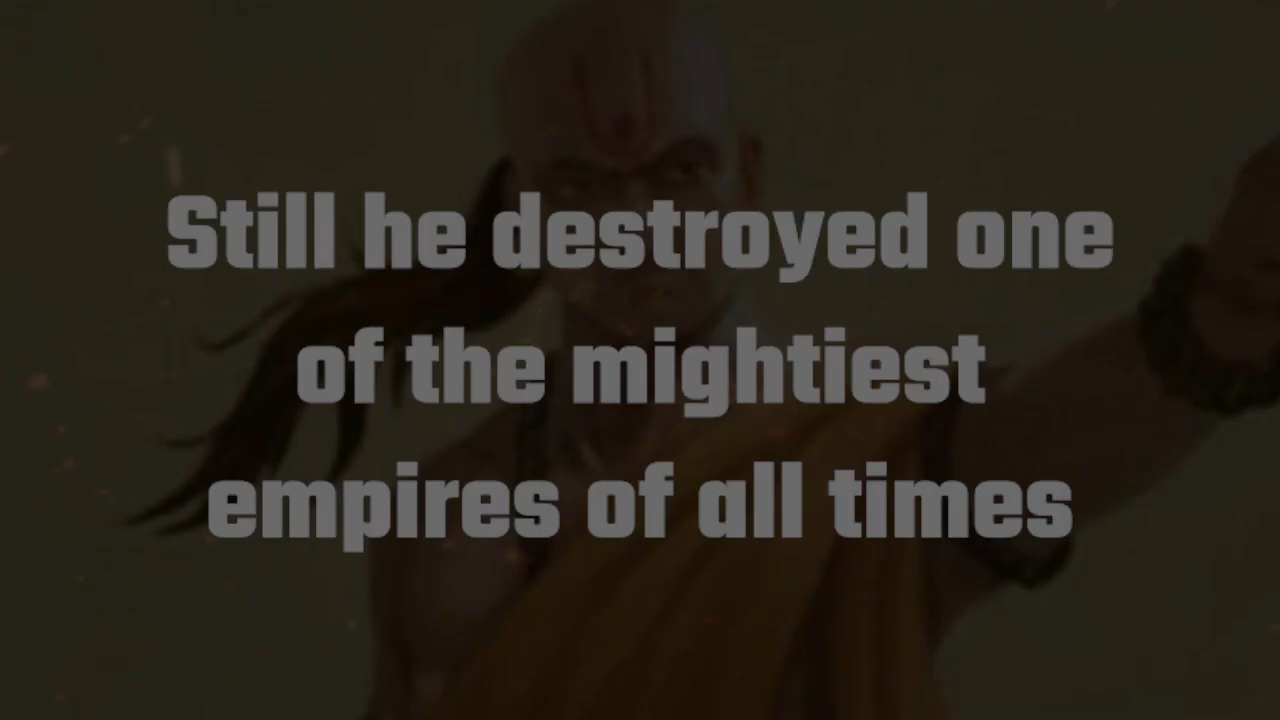 Still he destroyed one
of the mightiest
empires of all times